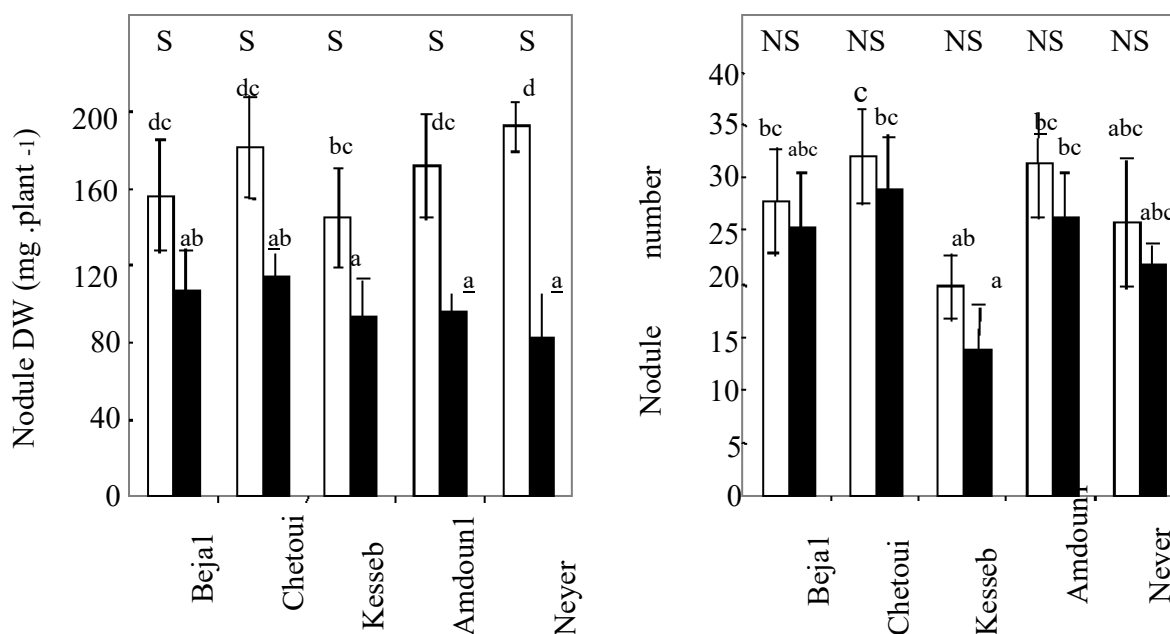 S S S S S
Nodule DW (mg .plant -1)
200
160
120
80
40
0
dc dc bc dc d
ab ab a a a
Beja1
Chetoui
Kesseb
Amdoun1
Neyer
NS NS NS NS NS
Nodule number
40
35
30
25
20
15
10
5
0
bc abc c bc ab a bc bc abc abc
Beja1
Chetoui
Kesseb
Amdoun1
Neyer